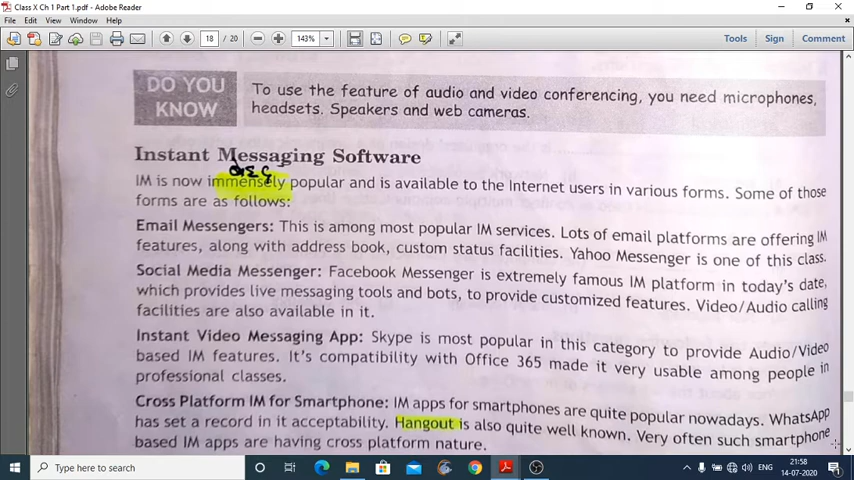 Class X Ch 1 Part 1.pdf - Adobe Reader
File Edit View Window Help
18 / 20 143% Tools Sign Comment
DO YOU KNOW
To use the feature of audio and video conferencing, you need microphones,
headsets. Speakers and web cameras.
Instant Messaging Software
IM is now immensely popular and is available to the Internet users in various forms. Some of those
forms are as follows:
Email Messengers: This is among most popular IM services. Lots of email platforms are offering IM
features, along with address book, custom status facilities. Yahoo Messenger is one of this class.
Social Media Messenger: Facebook Messenger is extremely famous IM platform in today's date,
which provides live messaging tools and bots, to provide customized features. Video/Audio calling
facilities are also available in it.
Instant Video Messaging App: Skype is most popular in this category to provide Audio/Video
based IM features. It's compatibility with Office 365 made it very usable among people in
professional classes.
Cross Platform IM for Smartphone: IM apps for smartphones are quite popular nowadays. WhatsApp
has set a record in it acceptability. Hangout is also quite well known. Very often such smartphone
based IM apps are having cross platform nature.
Type here to search
ENG
21:58
14-07-2020